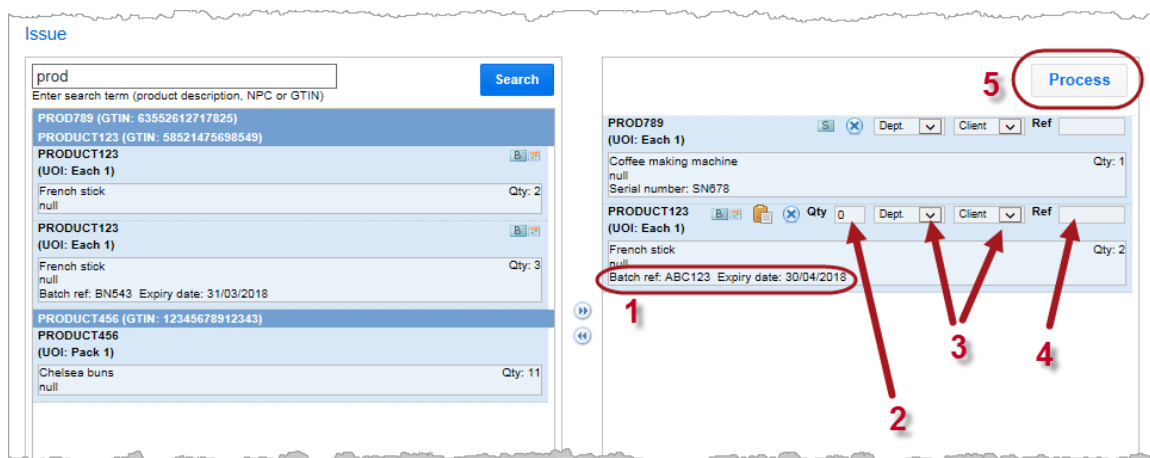 Issue
prod
Search
Enter search term (product description, NPC or GTIN)
PROD789 (GTIN: 63552612717825)
PRODUCT123 (GTIN: 58521475698549)
PRODUCT123
B
(UOI: Each 1)
French stick Qty: 2
null
PRODUCT123
B
(UOI: Each 1)
French stick Qty: 3
null
Batch ref: BN543 Expiry date: 31/03/2018
PRODUCT456 (GTIN: 12345678912343)
PRODUCT456
(UOI: Pack 1)
Chelsea buns Qty: 11
null
5
Process
PROD789 S Dept. Client Ref
(UOI: Each 1)
Coffee making machine Qty: 1
null
Serial number: SN678
PRODUCT123 B Qty 0 Dept. Client Ref
(UOI: Each 1)
French stick Qty: 2
null
Batch ref: ABC123 Expiry date: 30/04/2018
1
3
4
2